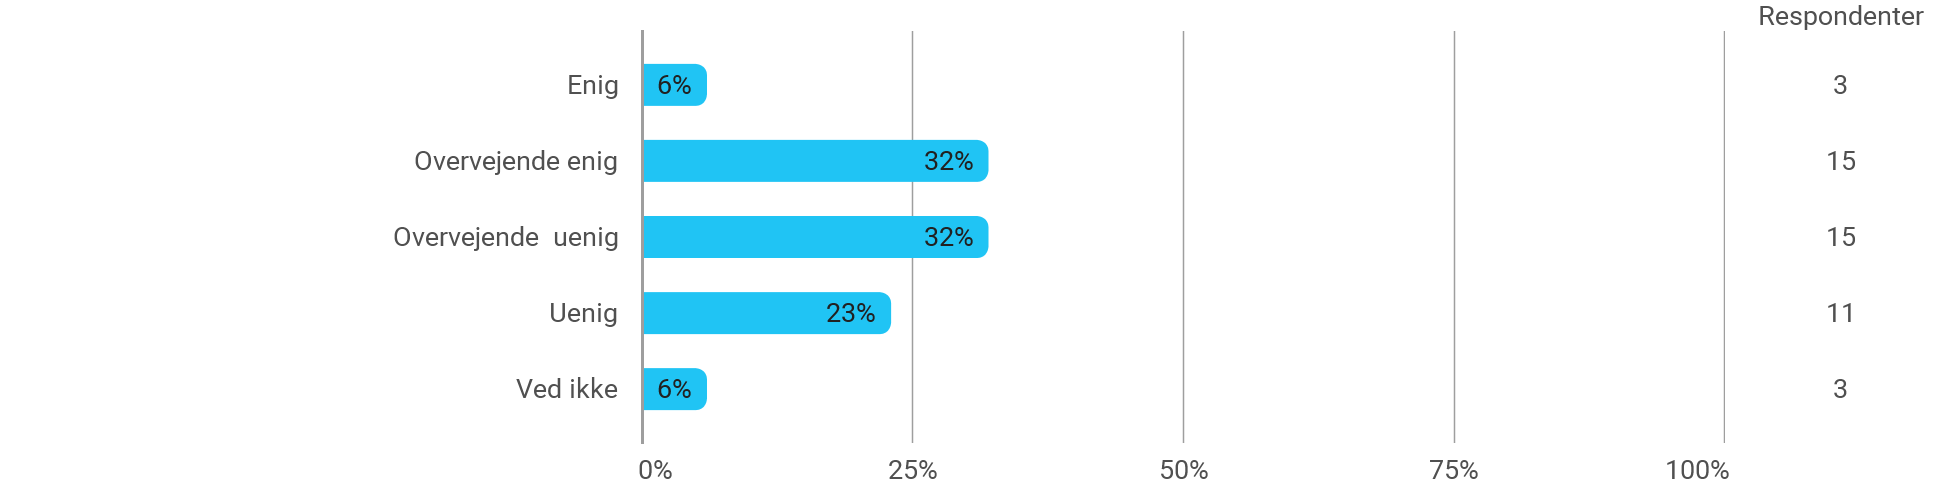 Respondenter
Enig 6% 3
Overvejende enig 32% 15
Overvejende  uenig 32% 15
Uenig 23% 11
Ved ikke 6% 3
0% 25% 50% 75% 100%